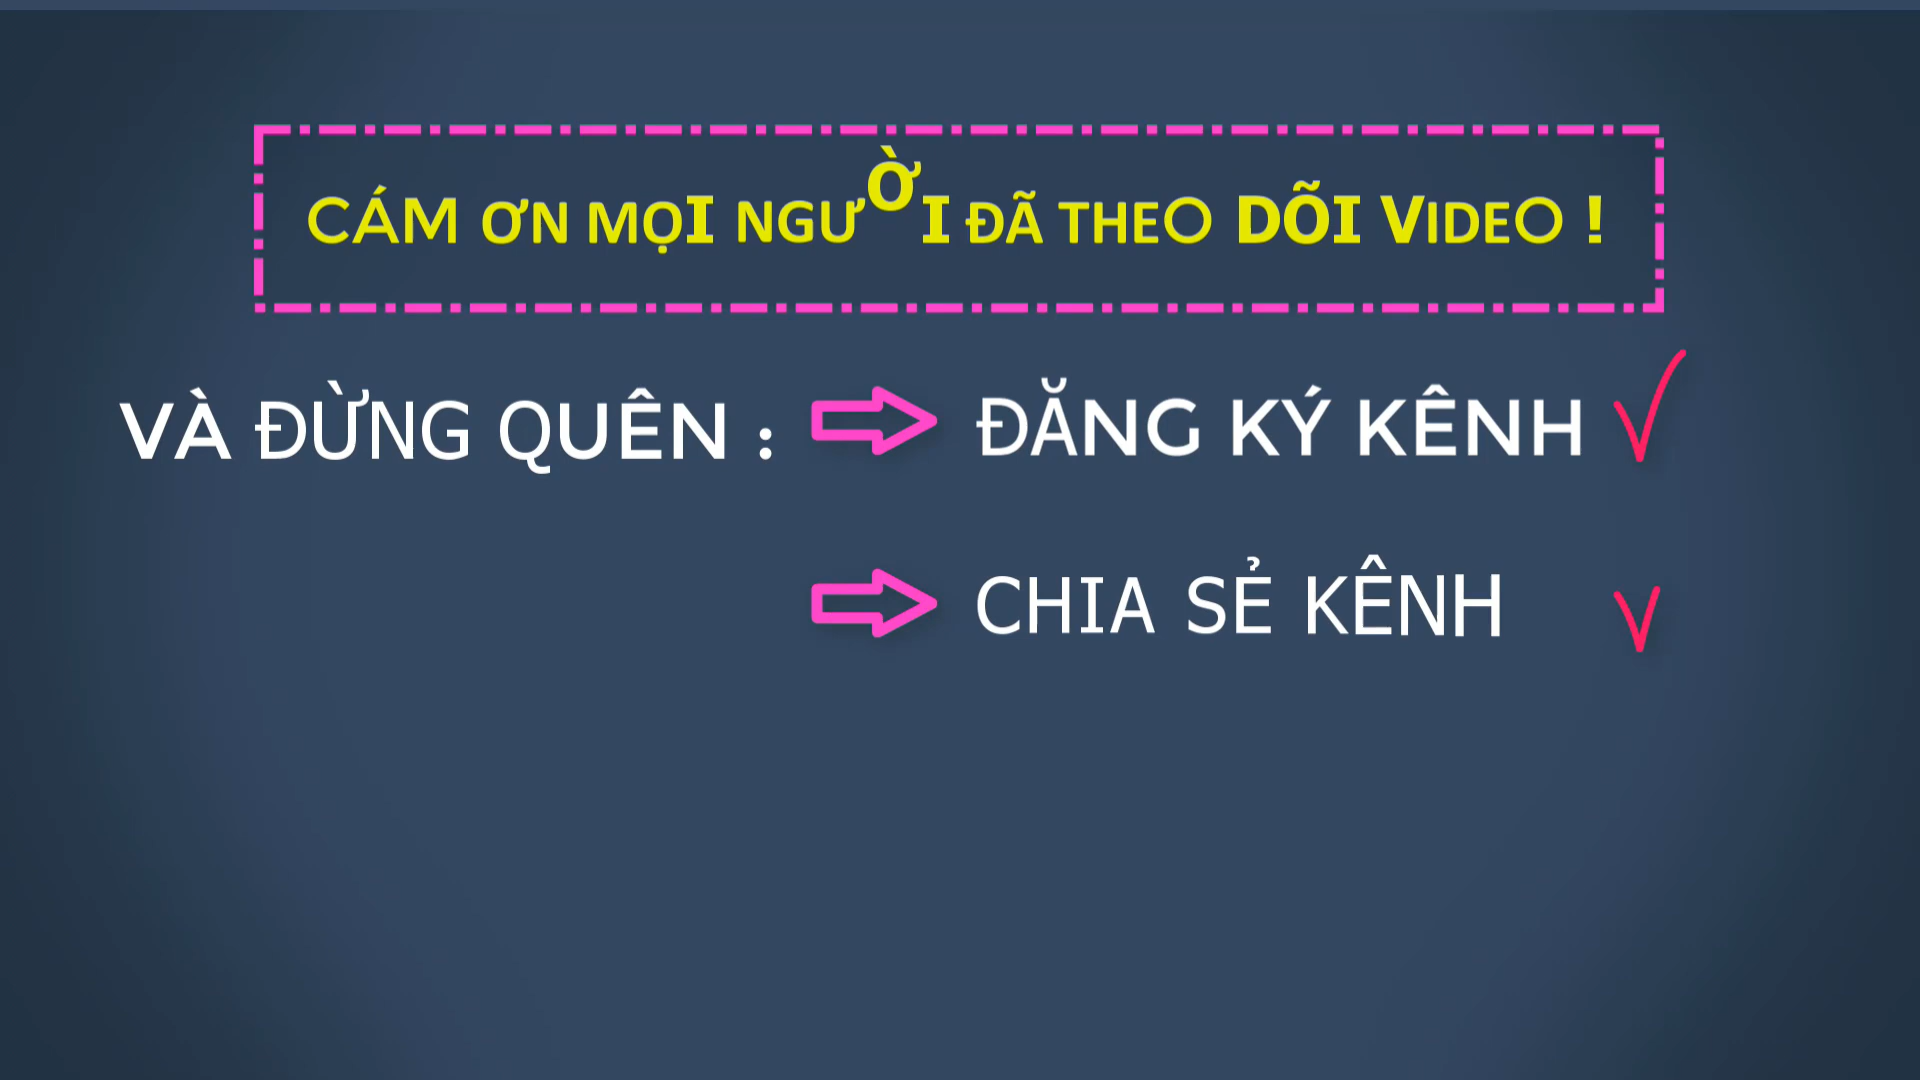 CÁM ƠN MỌI NGƯỜI ĐÃ THEO DÕI VIDEO !
VÀ ĐỪNG QUÊN : ĐĂNG KÝ KÊNH
CHIA SẺ KÊNH